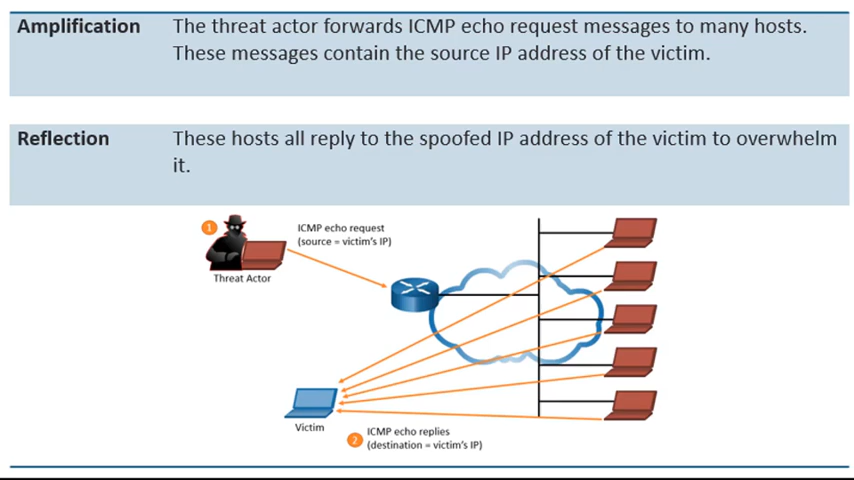 Amplification
The threat actor forwards ICMP echo request messages to many hosts.
These messages contain the source IP address of the victim.
Reflection
These hosts all reply to the spoofed IP address of the victim to overwhelm
it.
1
ICMP echo request
(source = victim's IP)
Threat Actor
Victim
2
ICMP echo replies
(destination = victim's IP)